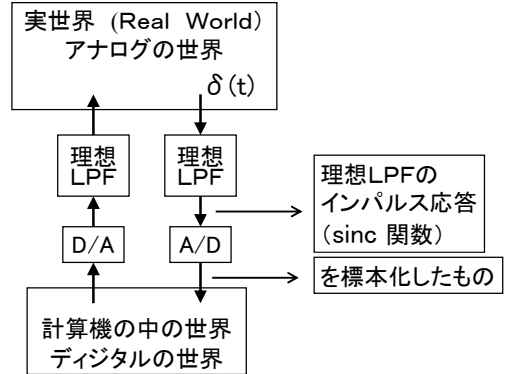 実世界 (Real World)
アナログの世界
δ(t)
理想
LPF
理想
LPF
D/A
A/D
理想LPFの
インパルス応答
(sinc 関数)
を標本化したもの
計算機の中の世界
ディジタルの世界